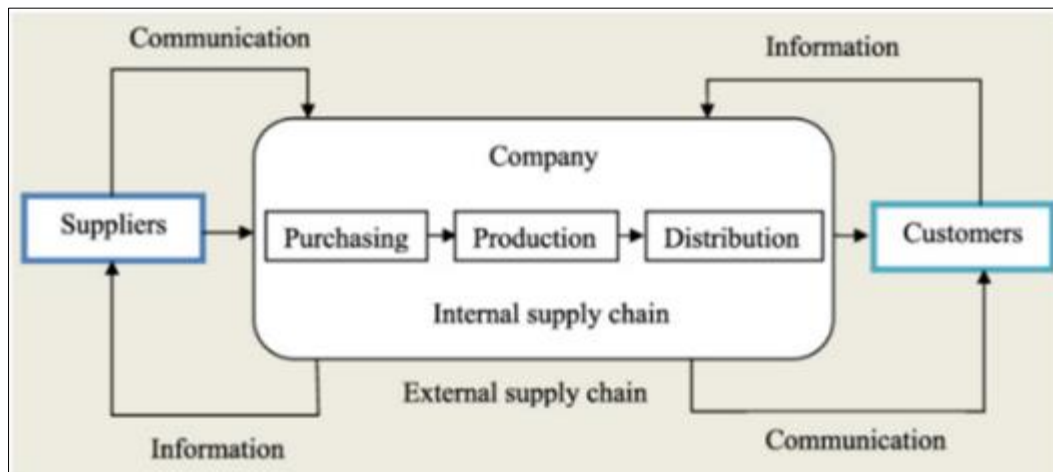 Communication
Information
Company
Suppliers
Purchasing
Production
Distribution
Customers
Internal supply chain
External supply chain
Information
Communication